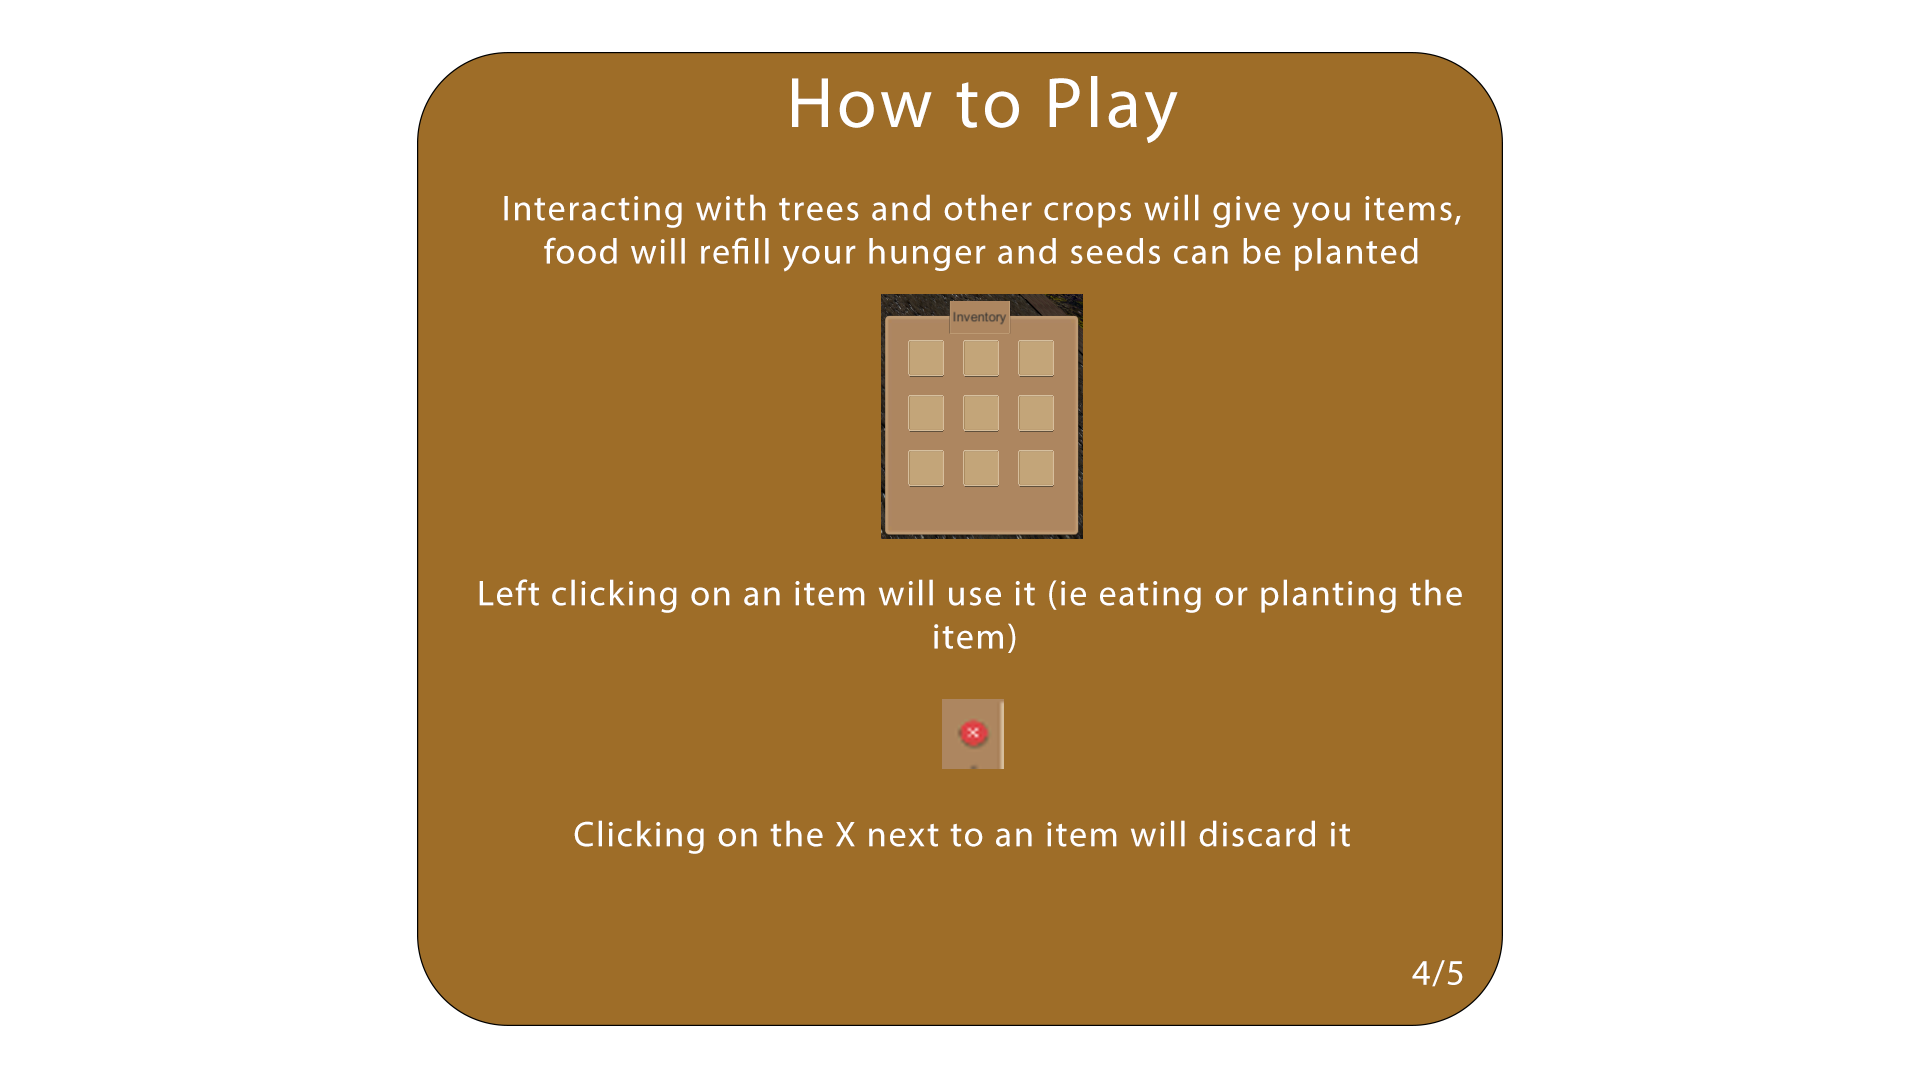 How to Play
Interacting with trees and other crops will give you items,
food will refill your hunger and seeds can be planted
Inventory
Left clicking on an item will use it (ie eating or planting the
item)
X
Clicking on the X next to an item will discard it
4/5